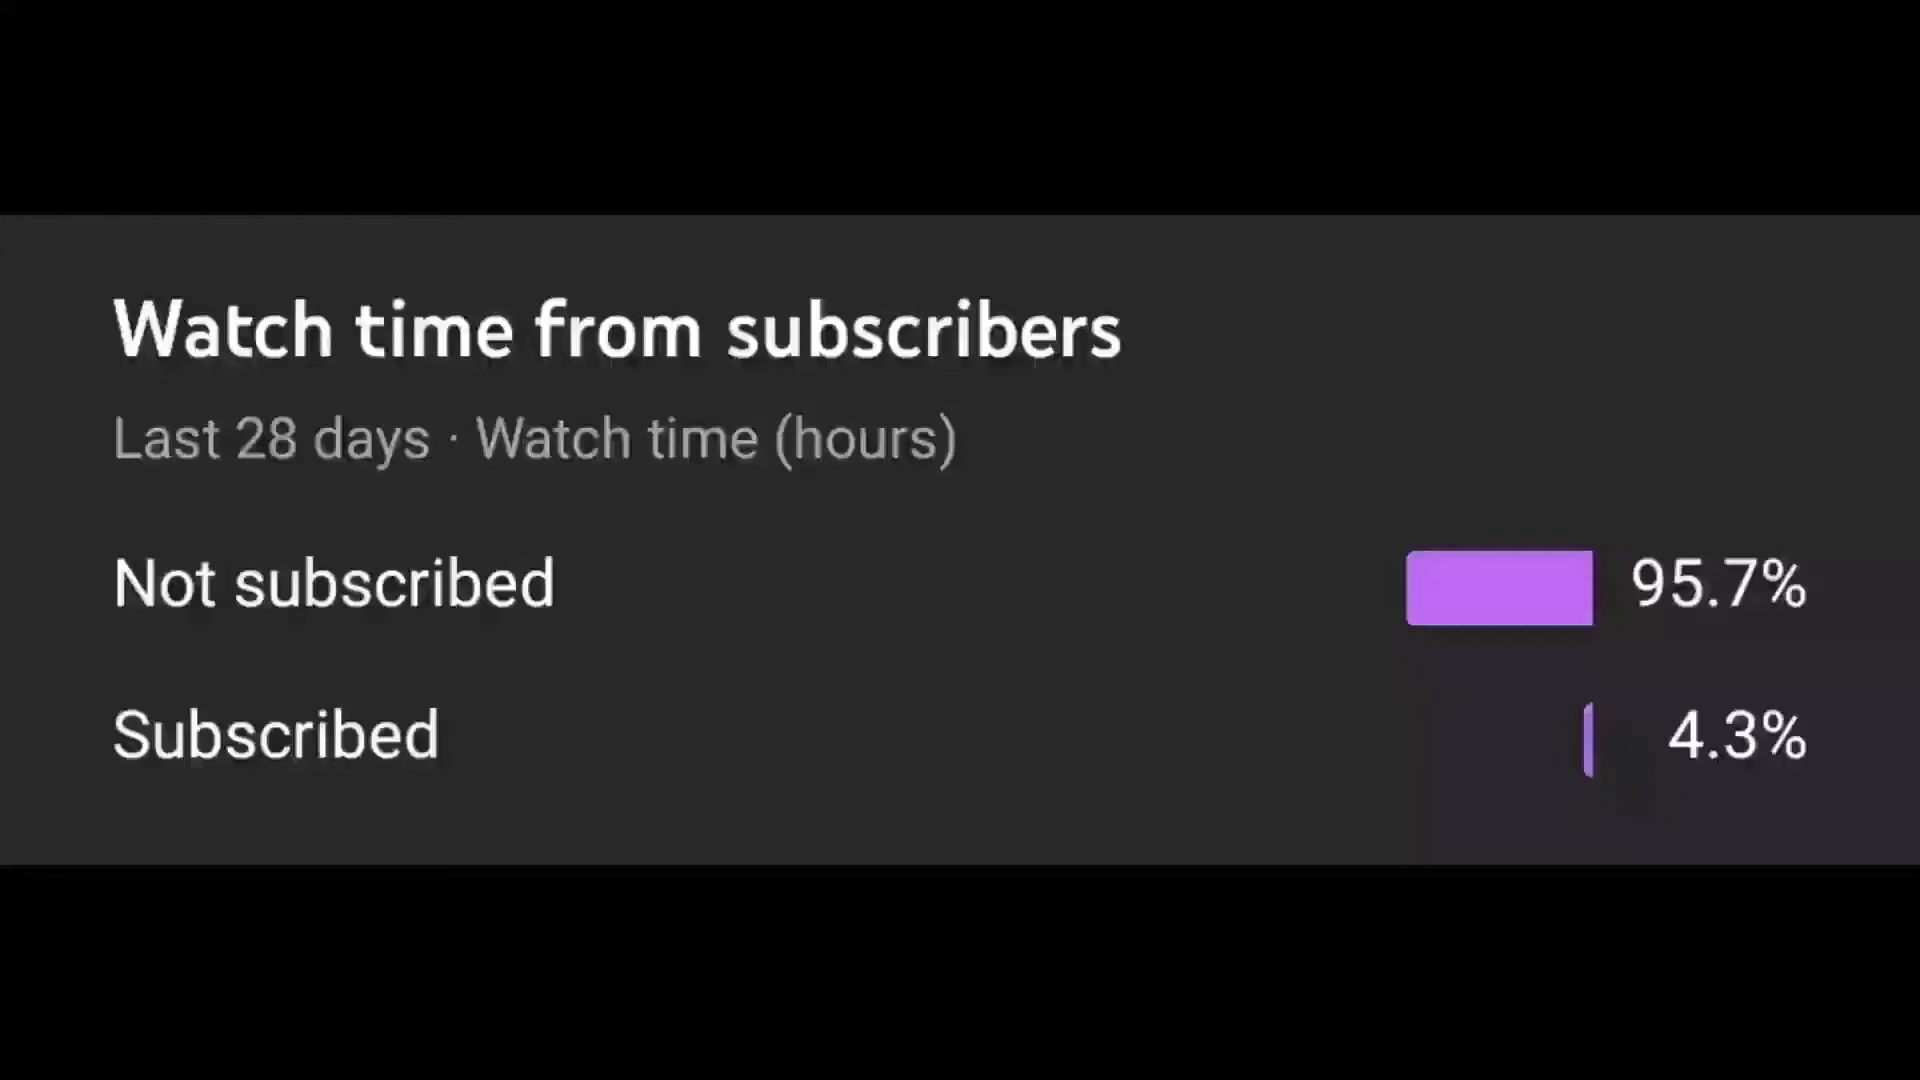 Watch time from subscribers
Last 28 days · Watch time (hours)
Not subscribed 95.7%
Subscribed 4.3%